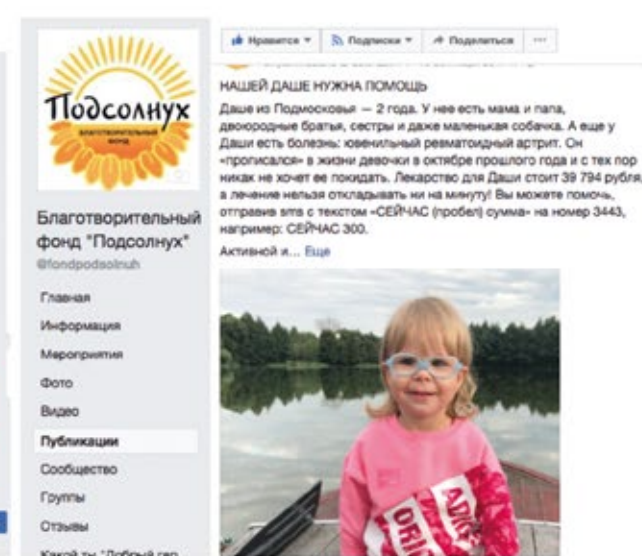 Подсолнух
БЛАГОТВОРИТЕЛЬНЫЙ
ФОНД
Благотворительный
фонд "Подсолнух"
@fondpodsolnuh
Главная
Информация
Мероприятия
Фото
Видео
Публикации
Сообщество
Группы
Отзывы
Какой ты "Добрый
Нравится
Подписки
Поделиться
НАШЕЙ ДАШЕ НУЖНА ПОМОЩЬ
Даше из Подмосковья — 2 года. У нее есть мама и папа,
двоюродные братья, сестры и даже маленькая собачка. А еще у
Даши есть болезнь: ювенильный ревматоидный артрит. Он
«прописался» в жизни девочки в октябре прошлого года и с тех пор
никак не хочет ее покидать. Лекарство для Даши стоит 39 794 рубля,
а лечение нельзя откладывать ни на минуту! Вы можете помочь,
отправив sms с текстом «СЕЙЧАС (пробел) сумма» на номер 3443,
например: СЕЙЧАС 300.
Активной и... Еще